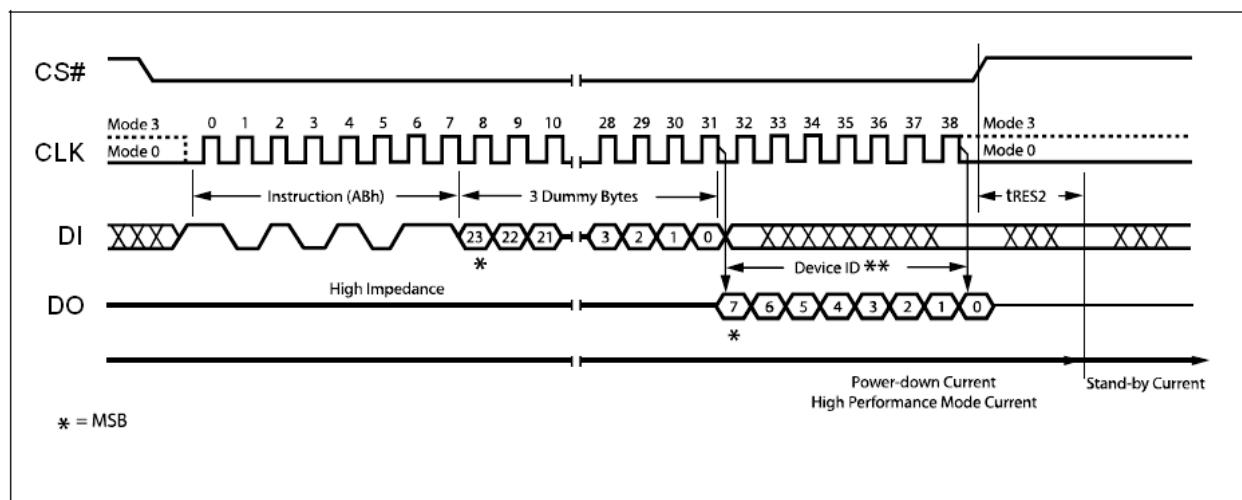 CS#
Mode 3 0 1 2 3 4 5 6 7 8 9 10 28 29 30 31 32 33 34 35 36 37 38 Mode 3
CLK Mode 0 Mode 0
Instruction (ABh) 3 Dummy Bytes tRES2
DI 23 22 21 3 2 1 0
* Device ID **
High Impedance
DO 7 6 5 4 3 2 1 0
*
Power-down Current Stand-by Current
High Performance Mode Current
* = MSB